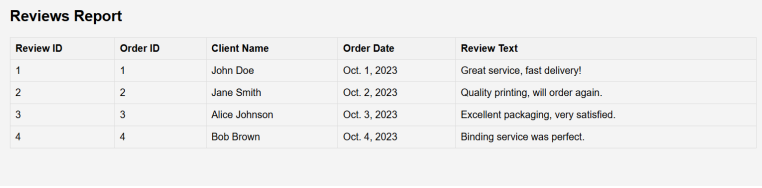 Reviews Report
Review ID Order ID Client Name Order Date Review Text
1 1 John Doe Oct. 1, 2023 Great service, fast delivery!
2 2 Jane Smith Oct. 2, 2023 Quality printing, will order again.
3 3 Alice Johnson Oct. 3, 2023 Excellent packaging, very satisfied.
4 4 Bob Brown Oct. 4, 2023 Binding service was perfect.